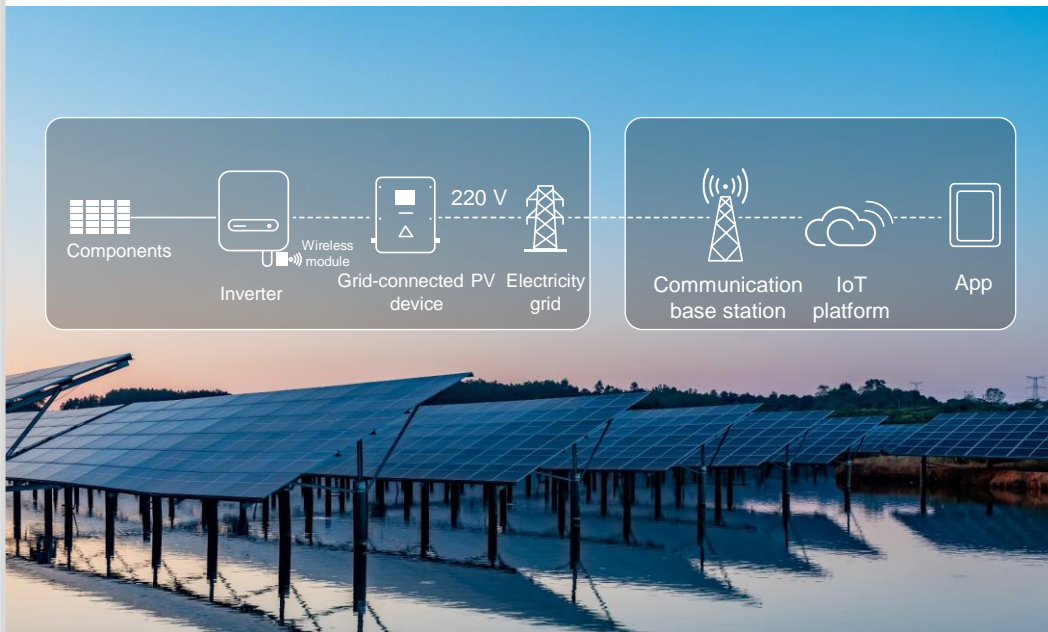 220 V
Components
Wireless
module
Inverter
Grid-connected PV
device
Electricity
grid
Communication
base station
IoT
platform
App